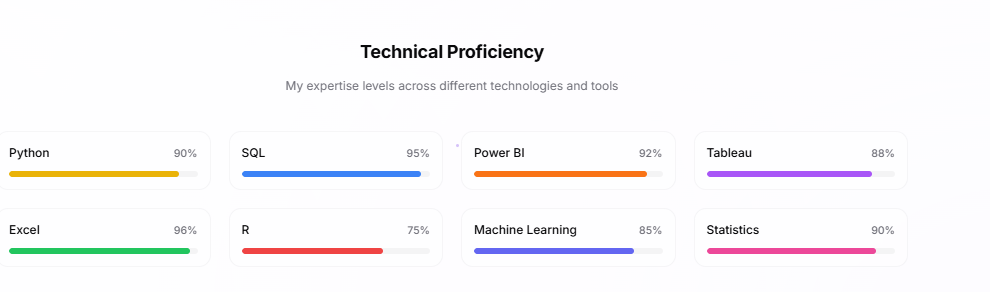 Technical Proficiency
My expertise levels across different technologies and tools
Python 90%
SQL 95%
Power BI 92%
Tableau 88%
Excel 96%
R 75%
Machine Learning 85%
Statistics 90%